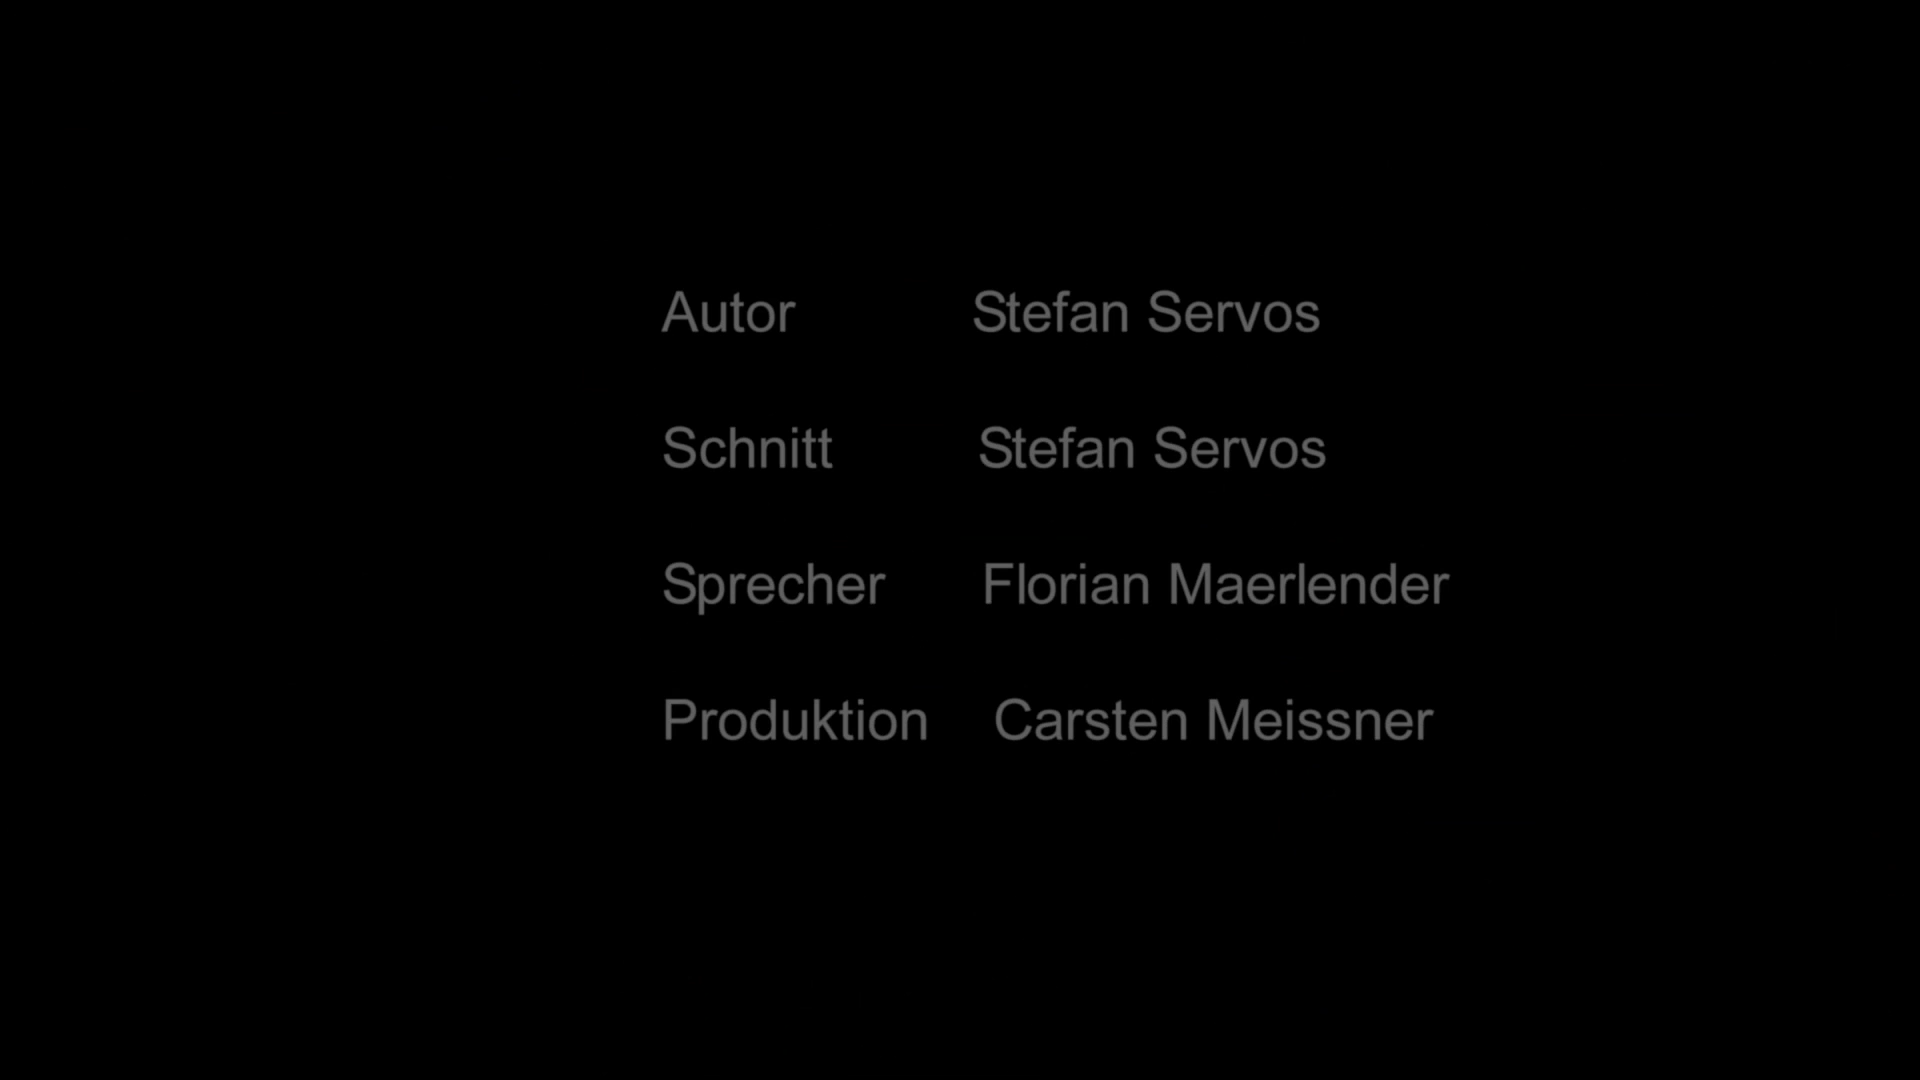 Autor Stefan Servos
Schnitt Stefan Servos
Sprecher Florian Maerlender
Produktion Carsten Meissner